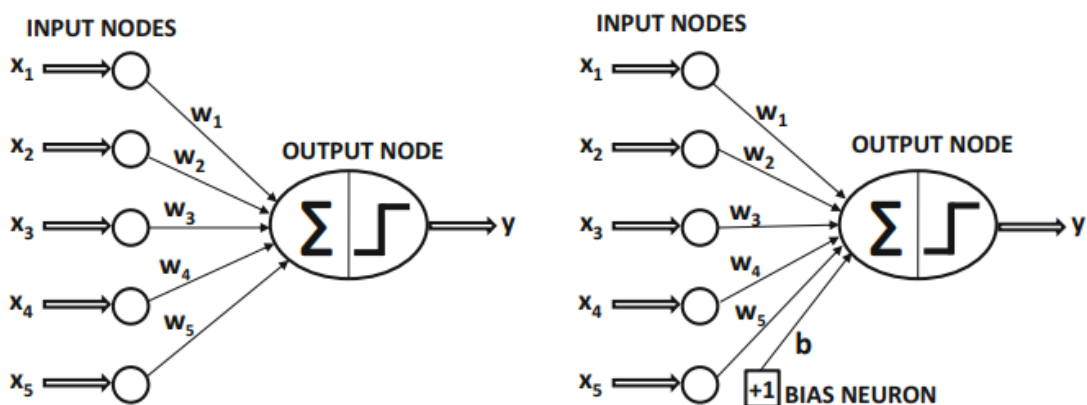 INPUT NODES
x1
w1
x2
w2
OUTPUT NODE
x3
w3
Σ
y
x4
w4
w5
x5
INPUT NODES
x1
w1
x2
w2
OUTPUT NODE
x3
w3
Σ
y
x4
w4
w5
b
x5
+1 BIAS NEURON